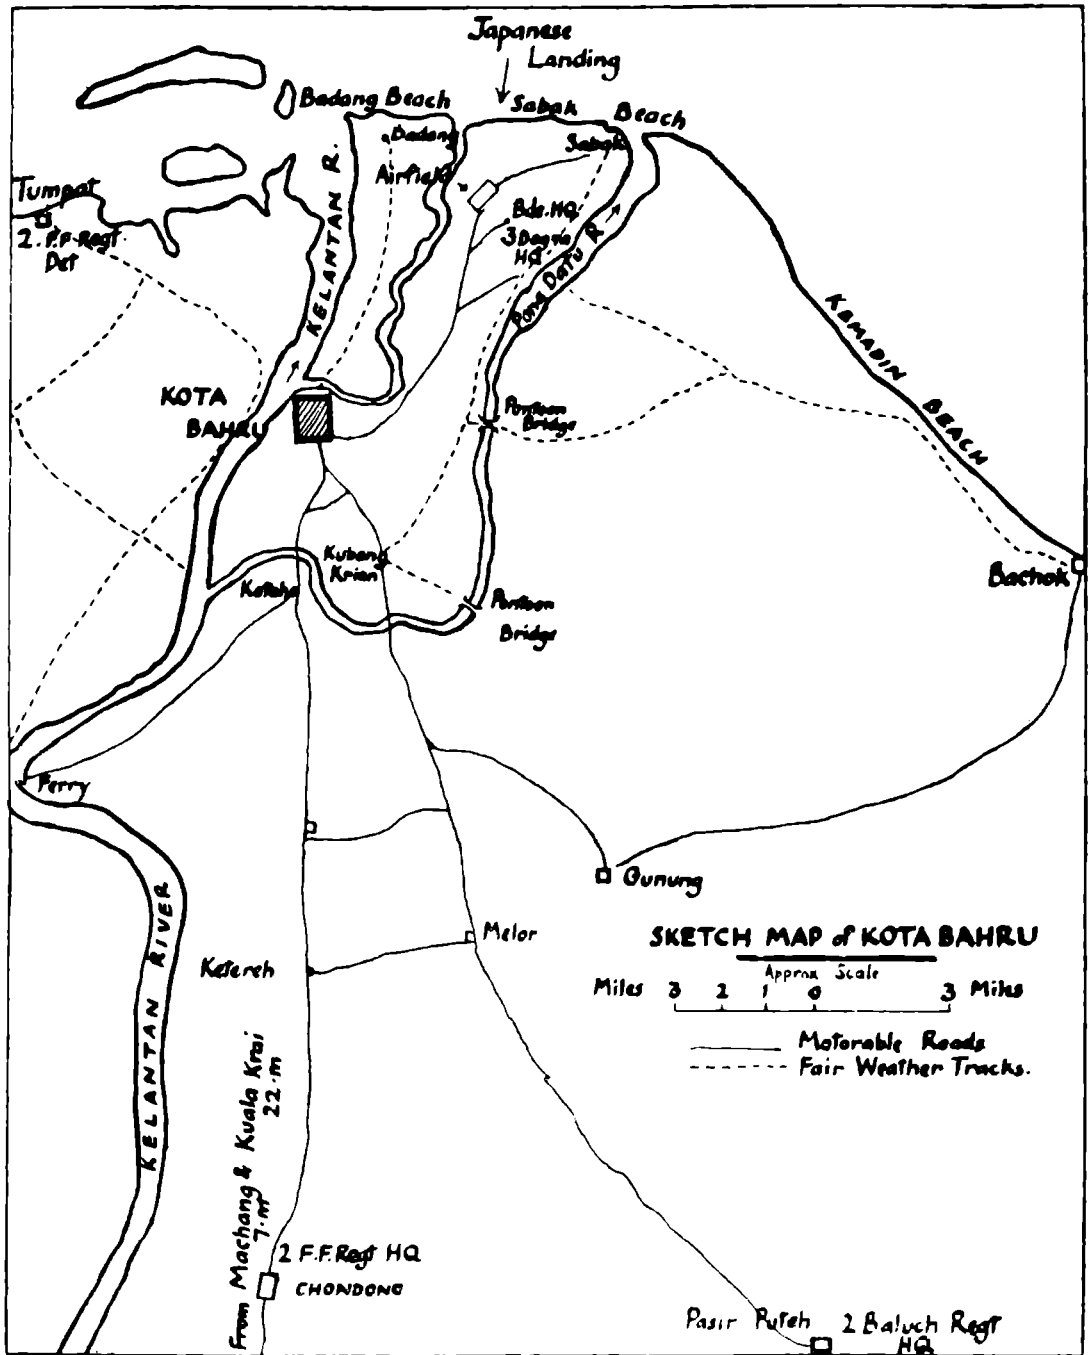 Japanese
Landing
Badang Beach
Sabak
Beach
Badang
Sabak
Airfield
Tumpat
2. F.F. Regt.
Det
Bde. HQ
3 Dogra
HQ
KELANTAN R.
Peng Datu R
KEMADIN BEACH
KOTA
BAHRU
Pontoon
Bridge
Kubang
Krian
Pontoon
Bridge
Bachok
Ferry
Gunung
KELANTAN RIVER
Melor
Ketereh
SKETCH MAP of KOTA BAHRU
Approx Scale
Miles 3 2 1 0 3 Miles
Motorable Roads
Fair Weather Tracks.
From Machang & Kuala Krai
7.m 22.m
2 F.F. Regt HQ
CHONDONG
Pasir Puteh
2 Baluch Regt
HQ